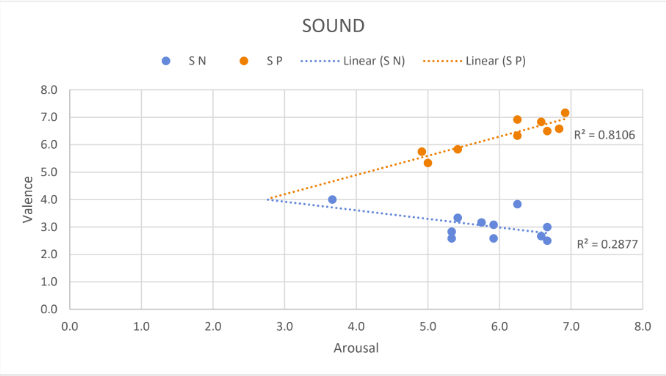 SOUND
S N S P Linear (S N) Linear (S P)
8.0
7.0
6.0
5.0
4.0
3.0
2.0
1.0
0.0
Valence
R² = 0.8106
R² = 0.2877
0.0 1.0 2.0 3.0 4.0 5.0 6.0 7.0 8.0
Arousal